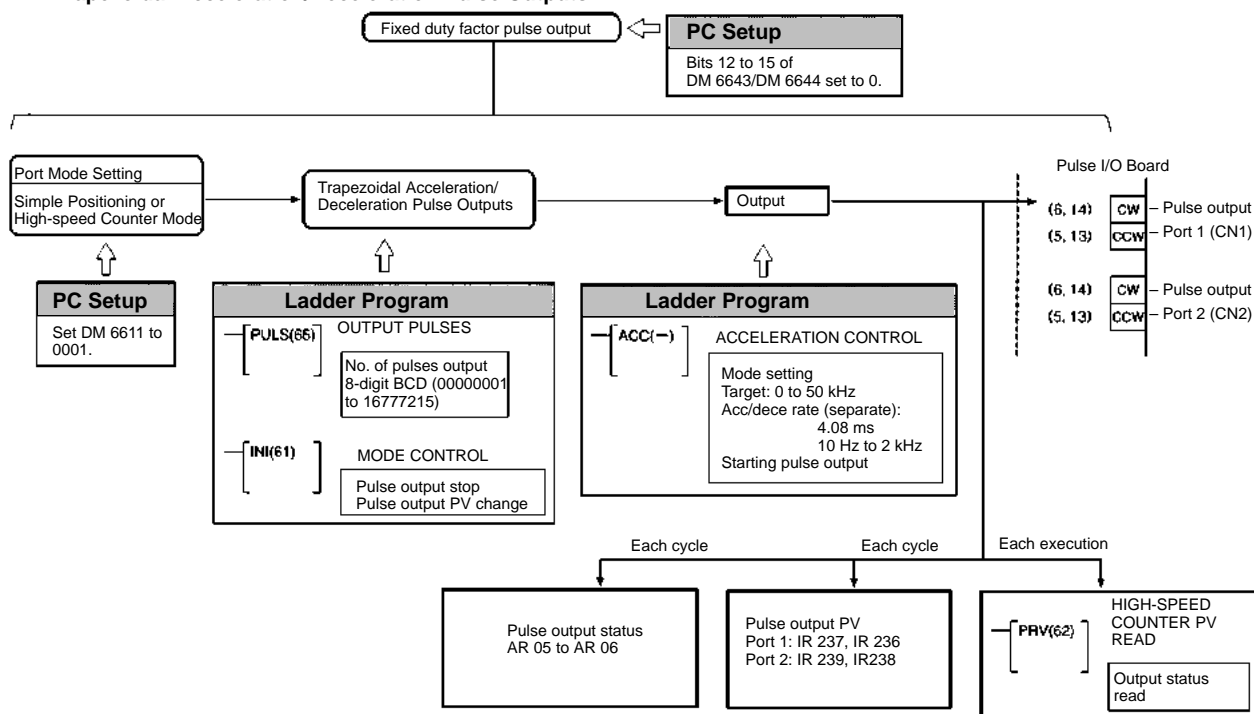 Fixed duty factor pulse output
PC Setup
Bits 12 to 15 of
DM 6643/DM 6644 set to 0.
Port Mode Setting
Simple Positioning or
High-speed Counter Mode
Trapezoidal Acceleration/
Deceleration Pulse Outputs
Output
Pulse I/O Board
(6, 14) CW – Pulse output
(5, 13) CCW – Port 1 (CN1)
(6, 14) CW – Pulse output
(5, 13) CCW – Port 2 (CN2)
PC Setup
Set DM 6611 to
0001.
Ladder Program
PULS(65)
OUTPUT PULSES
No. of pulses output
8-digit BCD (00000001
to 16777215)
INI(61)
MODE CONTROL
Pulse output stop
Pulse output PV change
Ladder Program
ACC(—)
ACCELERATION CONTROL
Mode setting
Target: 0 to 50 kHz
Acc/dece rate (separate):
4.08 ms
10 Hz to 2 kHz
Starting pulse output
Each cycle
Each cycle
Each execution
Pulse output status
AR 05 to AR 06
Pulse output PV
Port 1: IR 237, IR 236
Port 2: IR 239, IR238
PRV(62)
HIGH-SPEED
COUNTER PV
READ
Output status
read